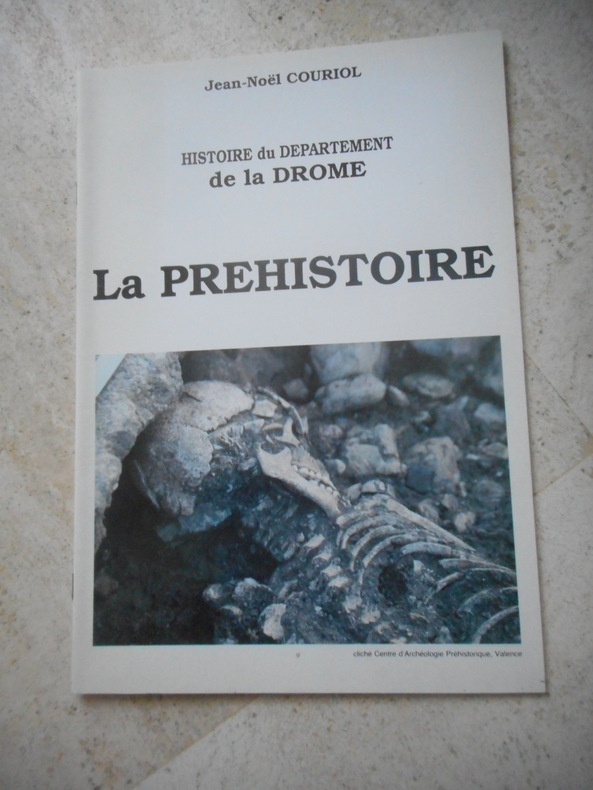 Jean-Noël COURIOL
HISTOIRE du DEPARTEMENT
de la DROME
La PREHISTOIRE
cliché Centre d'Archéologie Préhistorique, Valence